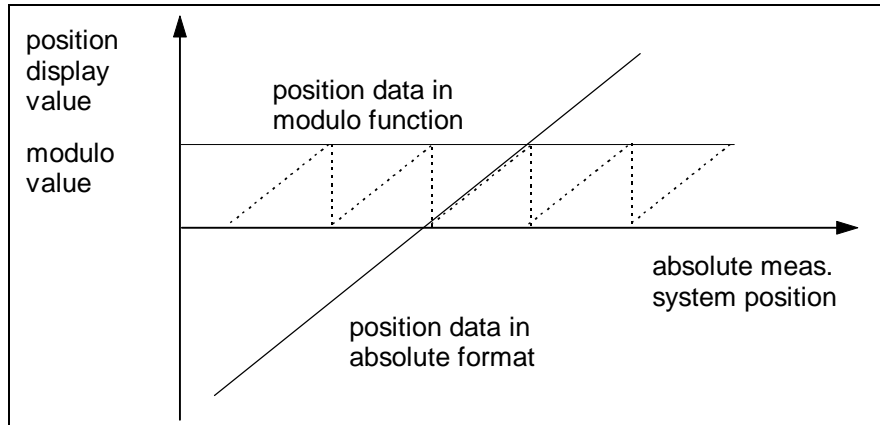 position
display
value
position data in
modulo function
modulo
value
absolute meas.
system position
position data in
absolute format